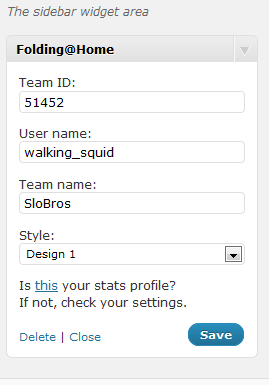 The sidebar widget area
Folding@Home
Team ID:
51452
User name:
walking_squid
Team name:
SloBros
Style:
Design 1
Is this your stats profile?
If not, check your settings.
Delete | Close
Save